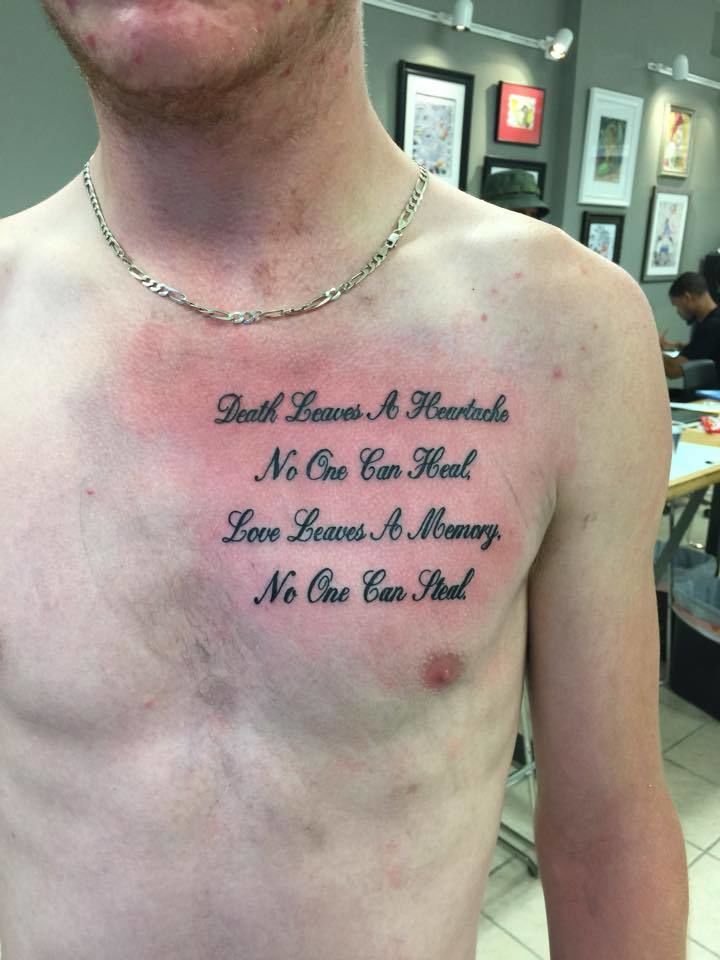 Death Leaves A Heartache
No One Can Heal,
Love Leaves A Memory,
No One Can Steal.